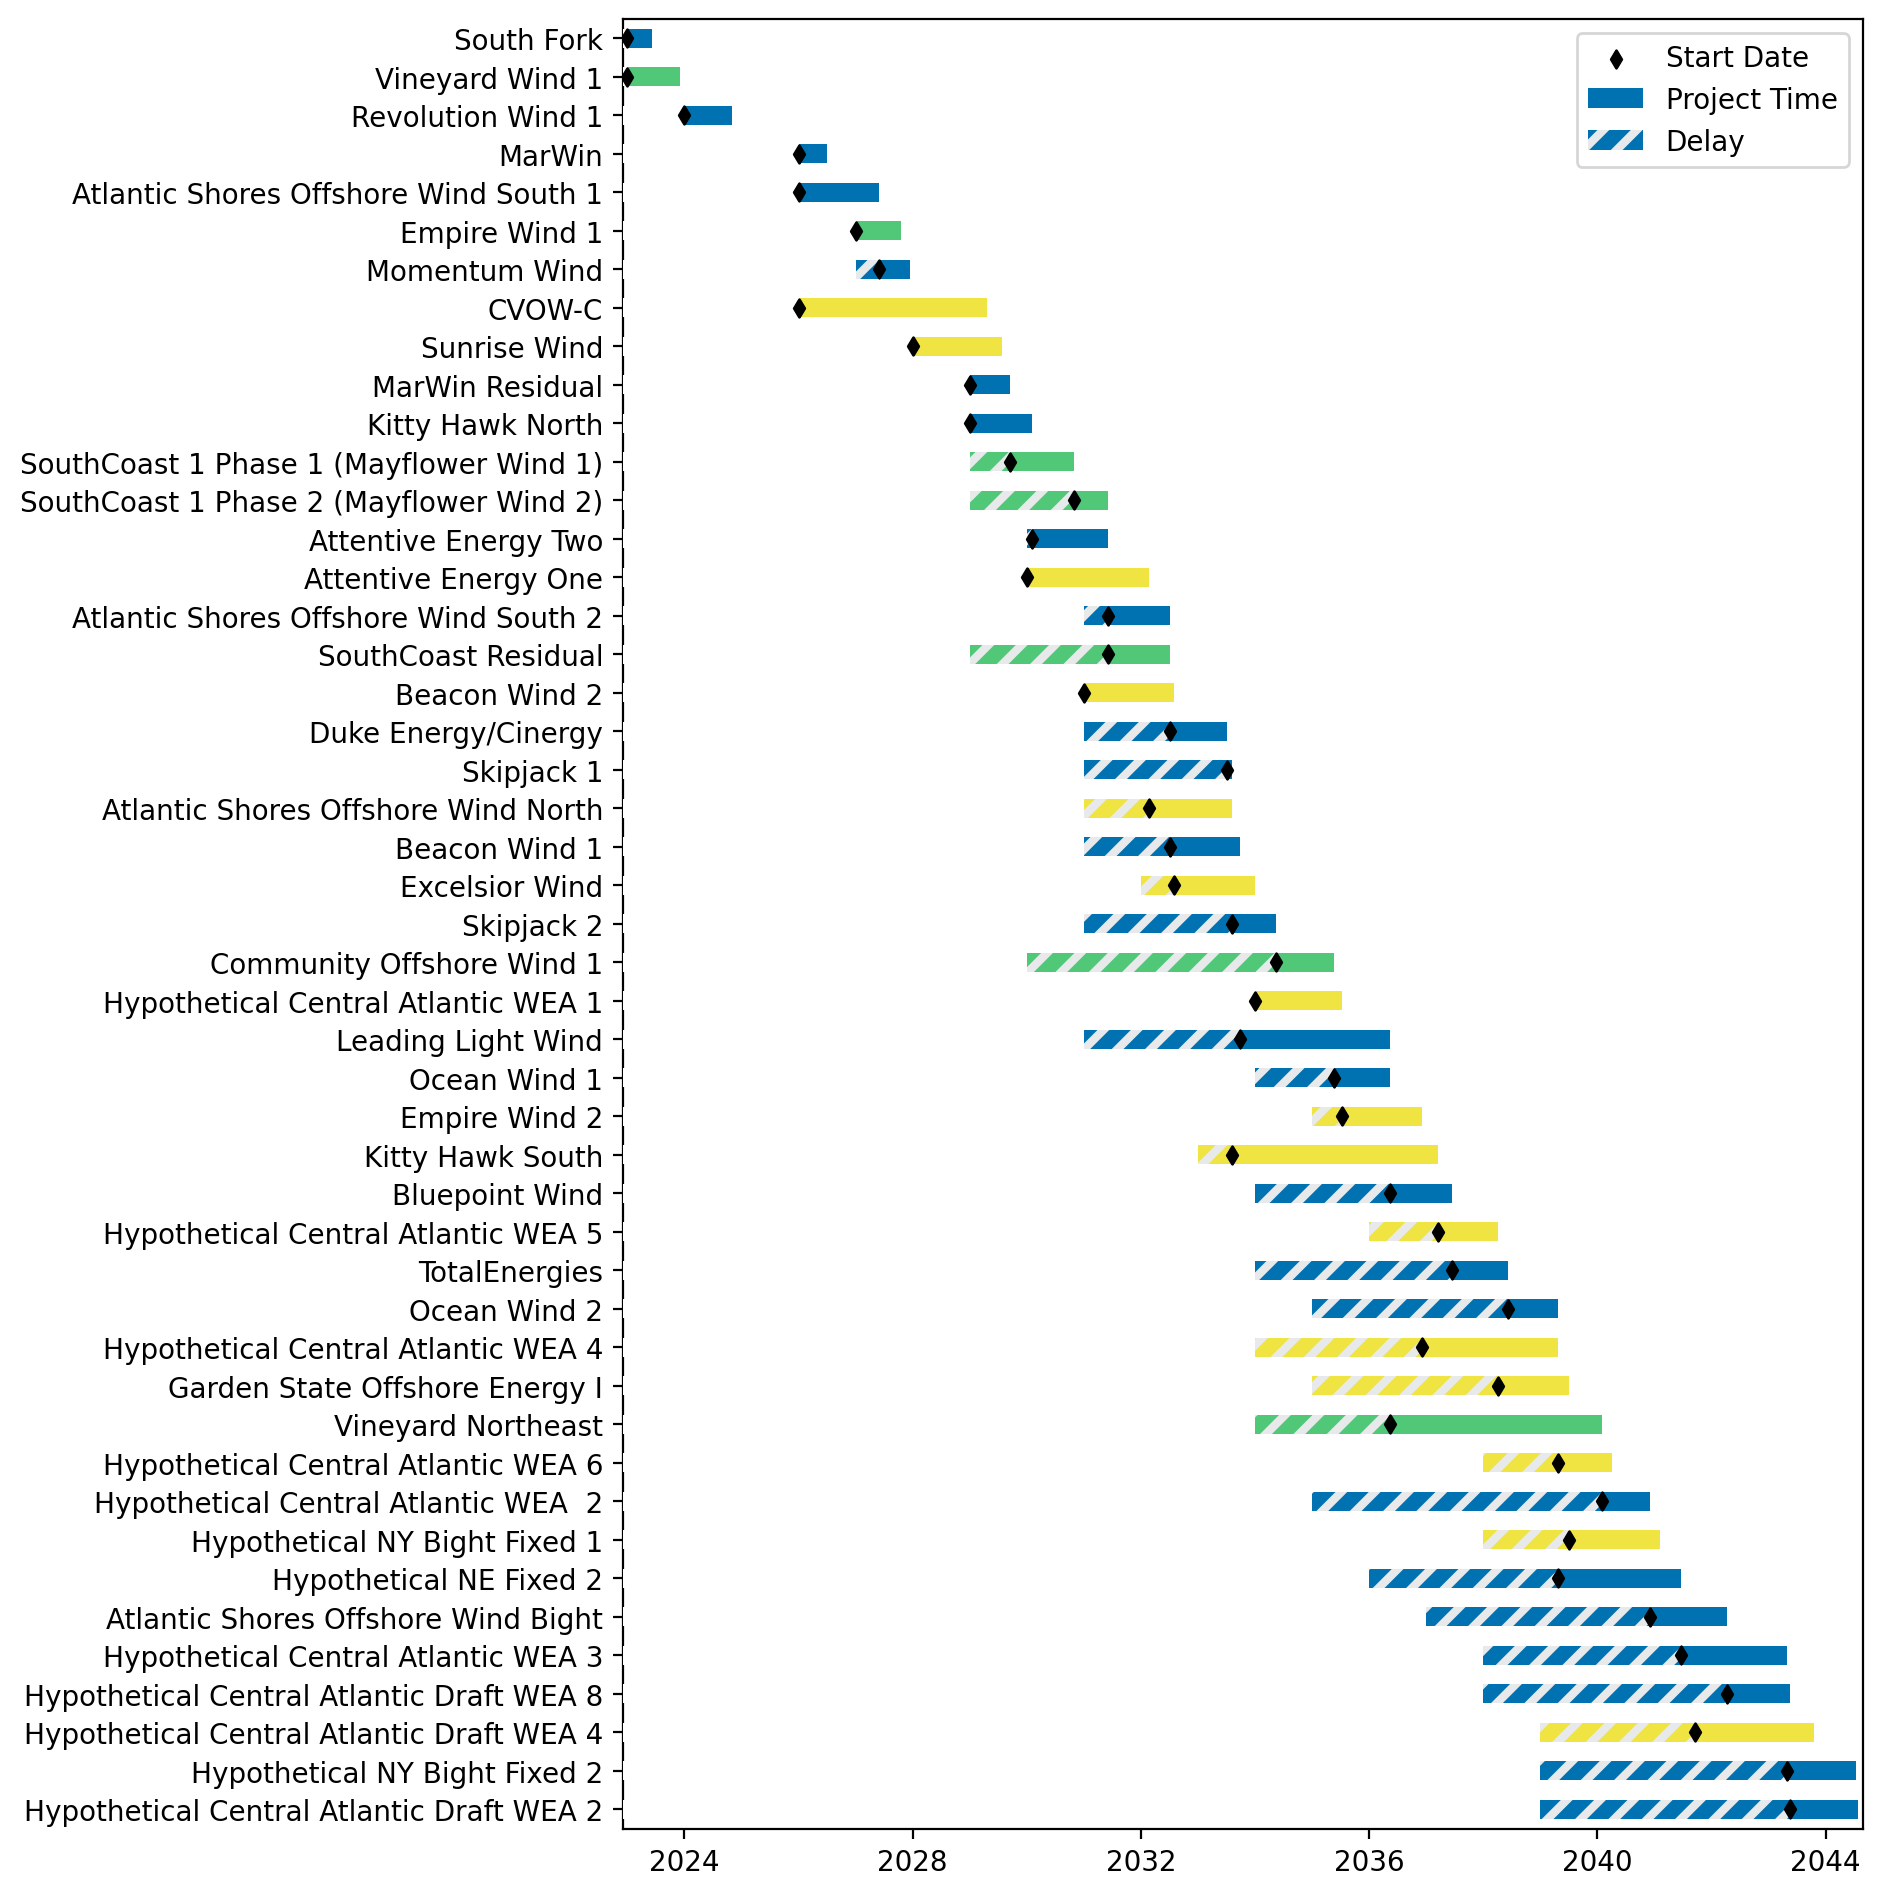 South Fork
Vineyard Wind 1
Revolution Wind 1
MarWin
Atlantic Shores Offshore Wind South 1
Empire Wind 1
Momentum Wind
CVOW-C
Sunrise Wind
MarWin Residual
Kitty Hawk North
SouthCoast 1 Phase 1 (Mayflower Wind 1)
SouthCoast 1 Phase 2 (Mayflower Wind 2)
Attentive Energy Two
Attentive Energy One
Atlantic Shores Offshore Wind South 2
SouthCoast Residual
Beacon Wind 2
Duke Energy/Cinergy
Skipjack 1
Atlantic Shores Offshore Wind North
Beacon Wind 1
Excelsior Wind
Skipjack 2
Community Offshore Wind 1
Hypothetical Central Atlantic WEA 1
Leading Light Wind
Ocean Wind 1
Empire Wind 2
Kitty Hawk South
Bluepoint Wind
Hypothetical Central Atlantic WEA 5
TotalEnergies
Ocean Wind 2
Hypothetical Central Atlantic WEA 4
Garden State Offshore Energy I
Vineyard Northeast
Hypothetical Central Atlantic WEA 6
Hypothetical Central Atlantic WEA  2
Hypothetical NY Bight Fixed 1
Hypothetical NE Fixed 2
Atlantic Shores Offshore Wind Bight
Hypothetical Central Atlantic WEA 3
Hypothetical Central Atlantic Draft WEA 8
Hypothetical Central Atlantic Draft WEA 4
Hypothetical NY Bight Fixed 2
Hypothetical Central Atlantic Draft WEA 2
Start Date
Project Time
Delay
2024 2028 2032 2036 2040 2044